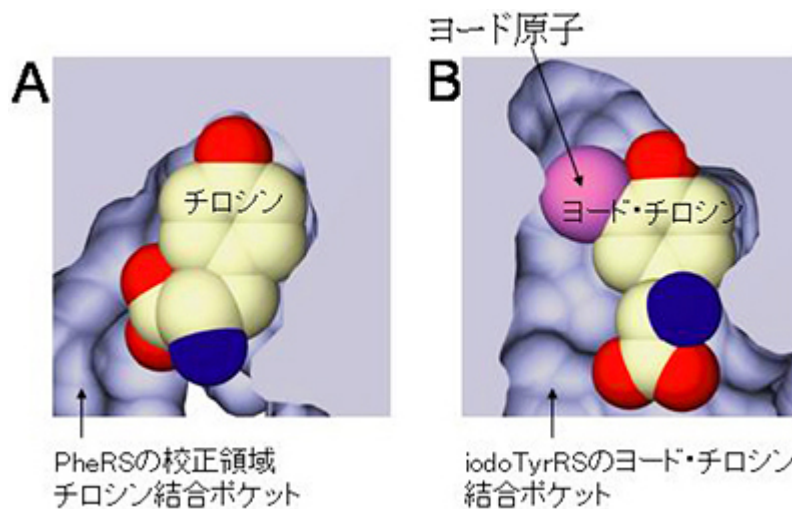 ヨード原子
A
B
チロシン
ヨード・チロシン
PheRSの校正領域
チロシン結合ポケット
iodoTyrRSのヨード・チロシン
結合ポケット